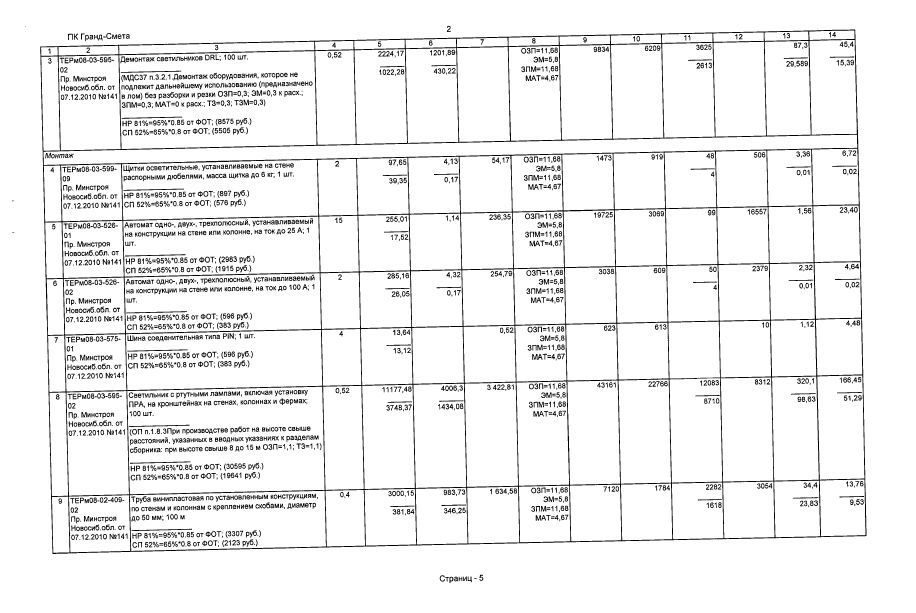 ПК Гранд-Смета
2
1 2 3 4 5 6 7 8 9 10 11 12 13 14
3 ТЕРм08-03-595- Демонтаж светильников DRL; 100 шт. 0,52 2224,17 1201,89 ОЗП=11,68 9834 6209 3625 87,3 45,4
02 ЭМ=5,8
Пр. Минстроя (МДС37 п.3.2.1.Демонтаж оборудования, которое не 1022,28 430,22 ЗПМ=11,68 2613 29,589 15,39
Новосиб.обл. от подлежит дальнейшему использованию (предназначено МАТ=4,67
07.12.2010 №141 в лом) без разборки и резки ОЗП=0,3; ЭМ=0,3 к расх.;
ЗПМ=0,3; МАТ=0 к расх.; ТЗ=0,3; ТЗМ=0,3)
НР 81%=95%*0.85 от ФОТ; (8575 руб.)
СП 52%=65%*0.8 от ФОТ; (5505 руб.)
Монтаж
4 ТЕРм08-03-599- Щитки осветительные, устанавливаемые на стене 2 97,65 4,13 54,17 ОЗП=11,68 1473 919 48 506 3,36 6,72
09 распорными дюбелями, масса щитка до 6 кг; 1 шт. ЭМ=5,8
Пр. Минстроя 39,35 0,17 ЗПМ=11,68 4 0,01 0,02
Новосиб.обл. от НР 81%=95%*0.85 от ФОТ; (897 руб.) МАТ=4,67
07.12.2010 №141 СП 52%=65%*0.8 от ФОТ; (576 руб.)
5 ТЕРм08-03-526- Автомат одно-, двух-, трехполюсный, устанавливаемый 15 255,01 1,14 236,35 ОЗП=11,68 19725 3069 99 16557 1,56 23,40
01 на конструкции на стене или колонне, на ток до 25 А; 1 ЭМ=5,8
Пр. Минстроя шт. 17,52 ЗПМ=11,68
Новосиб.обл. от МАТ=4,67
07.12.2010 №141 НР 81%=95%*0.85 от ФОТ; (2983 руб.)
СП 52%=65%*0.8 от ФОТ; (1915 руб.)
6 ТЕРм08-03-526- Автомат одно-, двух-, трехполюсный, устанавливаемый 2 285,16 4,32 254,79 ОЗП=11,68 3038 609 50 2379 2,32 4,64
02 на конструкции на стене или колонне, на ток до 100 А; 1 ЭМ=5,8
Пр. Минстроя шт. 26,05 0,17 ЗПМ=11,68 4 0,01 0,02
Новосиб.обл. от МАТ=4,67
07.12.2010 №141 НР 81%=95%*0.85 от ФОТ; (596 руб.)
СП 52%=65%*0.8 от ФОТ; (383 руб.)
7 ТЕРм08-03-575- Шина соеденительная типа PIN; 1 шт. 4 13,64 0,52 ОЗП=11,68 623 613 10 1,12 4,48
01 ЭМ=5,8
Пр. Минстроя НР 81%=95%*0.85 от ФОТ; (596 руб.) 13,12 ЗПМ=11,68
Новосиб.обл. от СП 52%=65%*0.8 от ФОТ; (383 руб.) МАТ=4,67
07.12.2010 №141
8 ТЕРм08-03-595- Светильник с ртутными лампами, включая установку 0,52 11177,48 4006,3 3 422,81 ОЗП=11,68 43161 22766 12083 8312 320,1 166,45
02 ПРА, на кронштейнах на стенах, колоннах и фермах; ЭМ=5,8
Пр. Минстроя 100 шт. 3748,37 1434,08 ЗПМ=11,68 8710 98,63 51,29
Новосиб.обл. от МАТ=4,67
07.12.2010 №141 (ОП п.1.8.3При производстве работ на высоте свыше
расстояний, указанных в вводных указаниях к разделам
сборника: при высоте свыше 8 до 15 м ОЗП=1,1; ТЗ=1,1)
НР 81%=95%*0.85 от ФОТ; (30595 руб.)
СП 52%=65%*0.8 от ФОТ; (19641 руб.)
9 ТЕРм08-02-409- Труба винипластовая по установленным конструкциям, 0,4 3000,15 983,73 1 634,58 ОЗП=11,68 7120 1784 2282 3054 34,4 13,76
02 по стенам и колоннам с креплением скобами, диаметр ЭМ=5,8
Пр. Минстроя до 50 мм; 100 м 381,84 346,25 ЗПМ=11,68 1618 23,83 9,53
Новосиб.обл. от МАТ=4,67
07.12.2010 №141 НР 81%=95%*0.85 от ФОТ; (3307 руб.)
СП 52%=65%*0.8 от ФОТ; (2123 руб.)
Страниц - 5